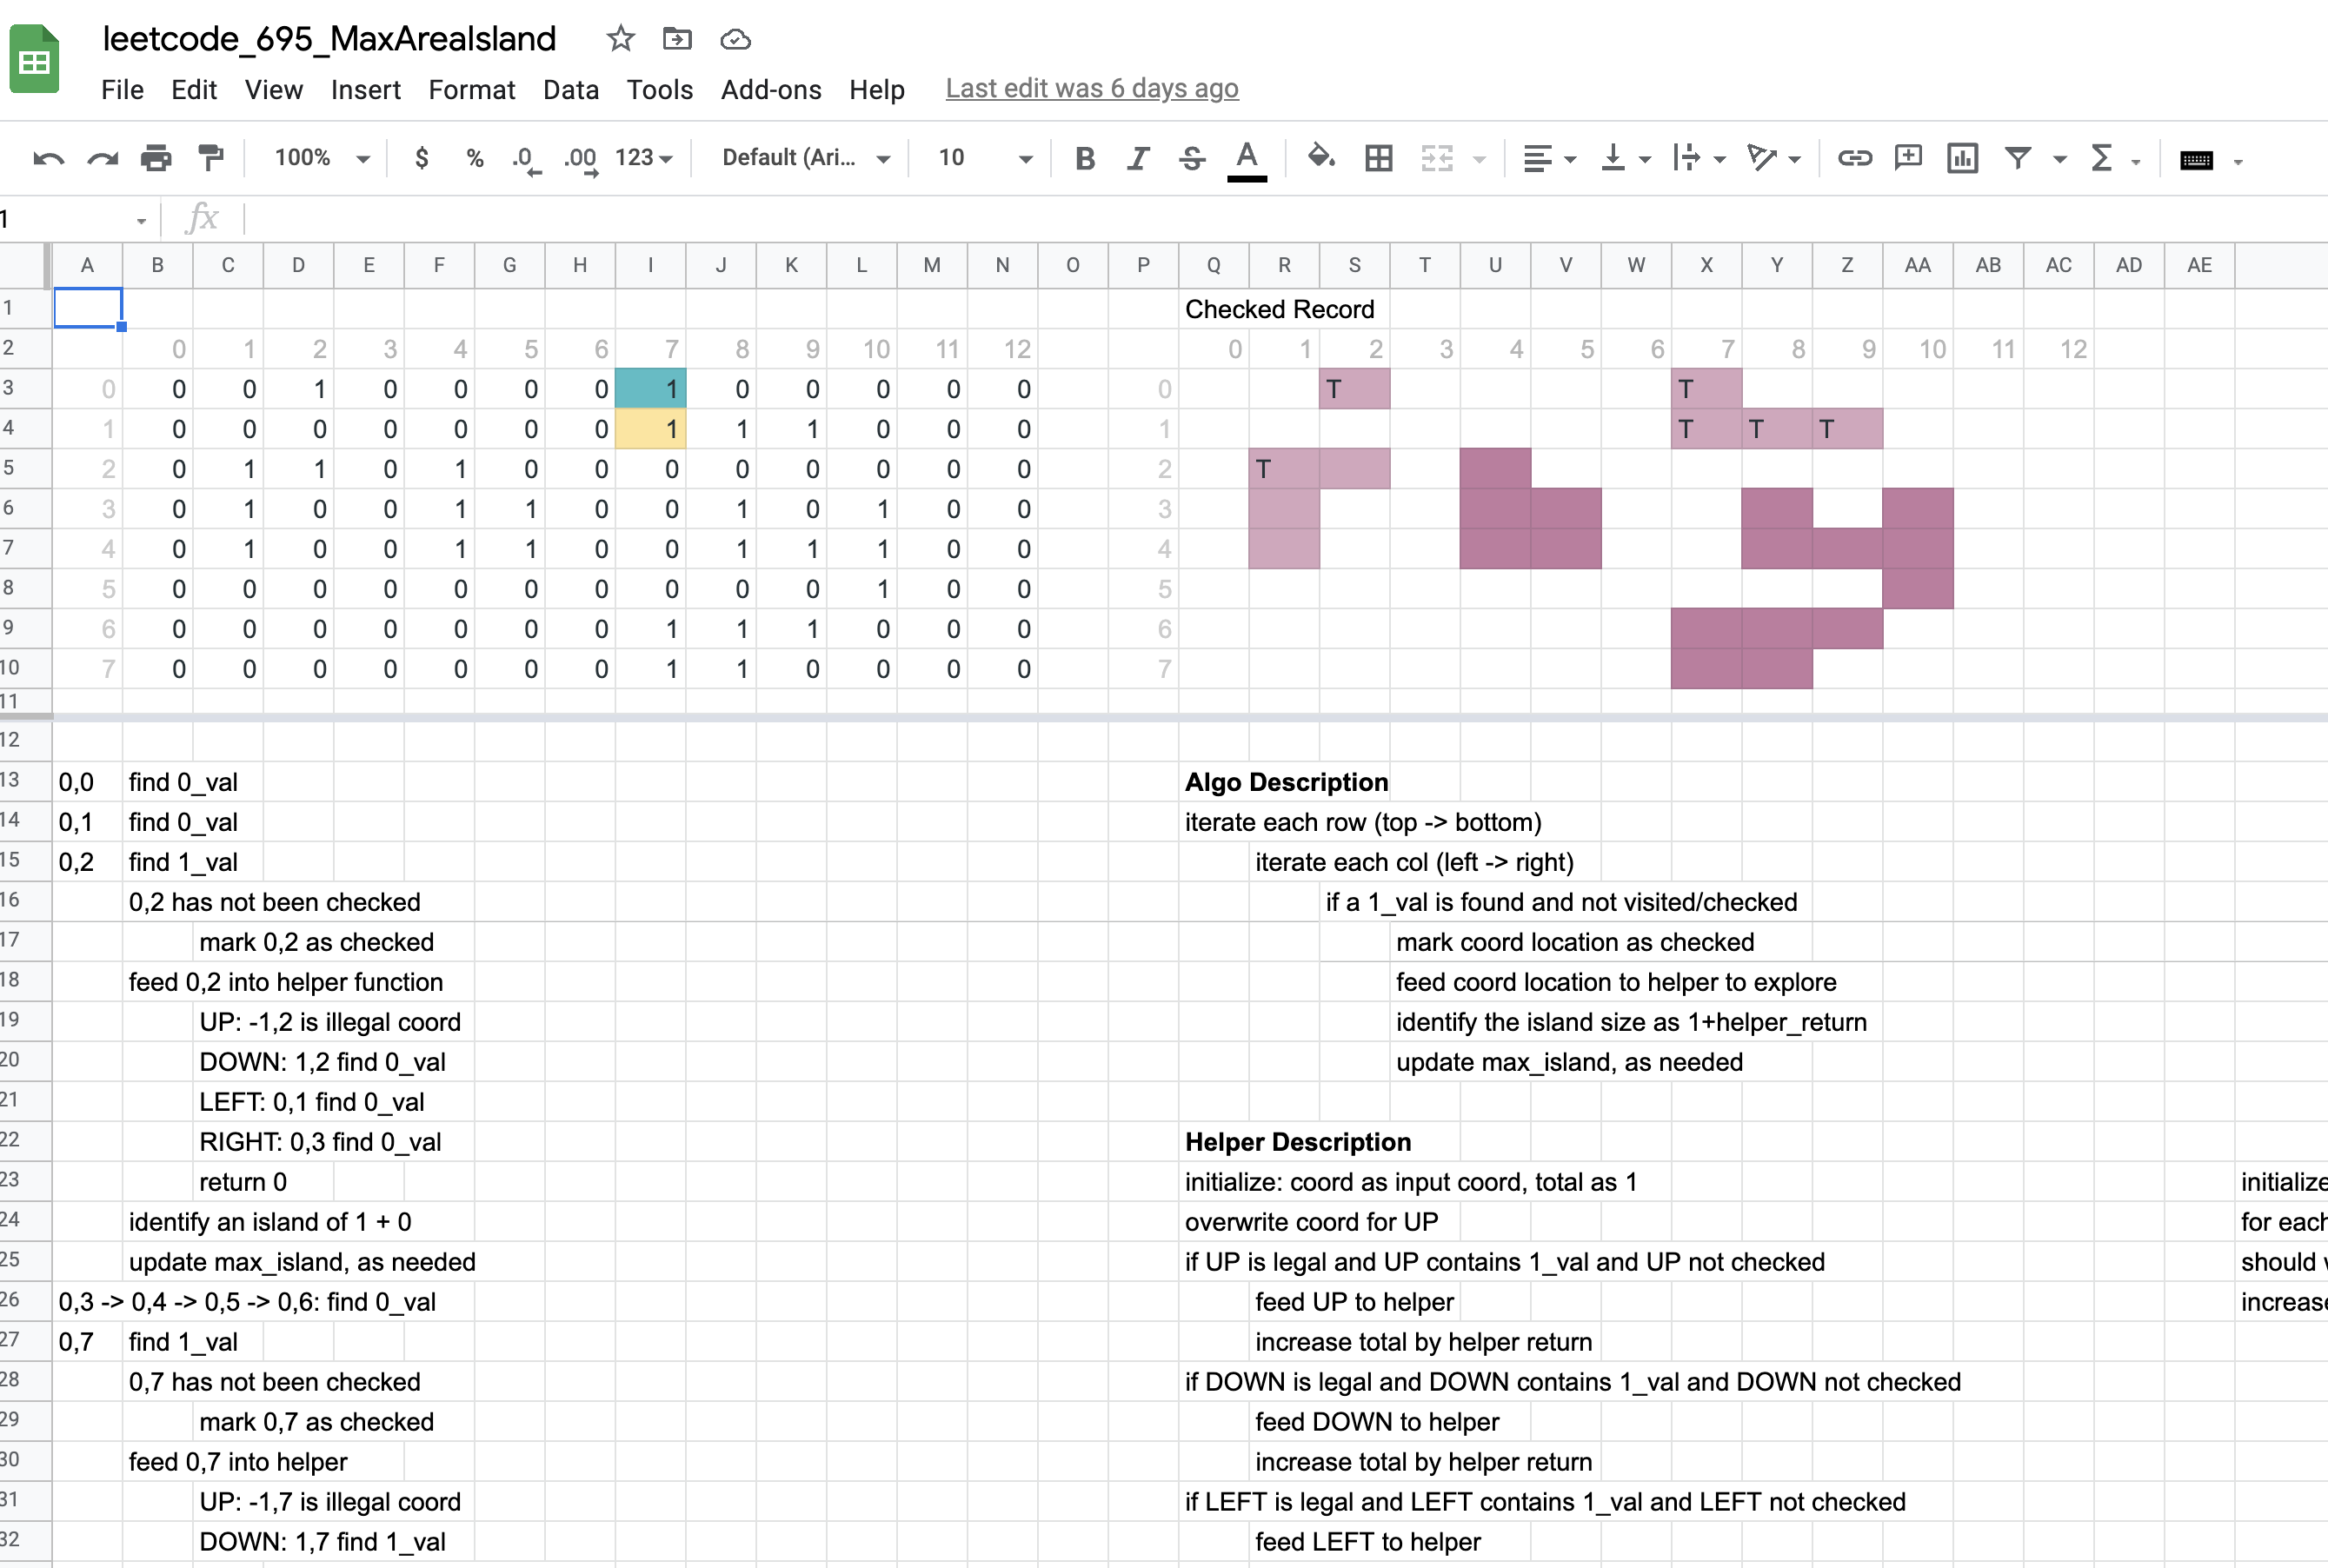 leetcode_695_MaxAreaIsland
File Edit View Insert Format Data Tools Add-ons Help Last edit was 6 days ago
100% $ % .0 .00 123 Default (Ari... 10 B I S A
1 fx
A B C D E F G H I J K L M N O P Q R S T U V W X Y Z AA AB AC AD AE
1 Checked Record
2 0 1 2 3 4 5 6 7 8 9 10 11 12 0 1 2 3 4 5 6 7 8 9 10 11 12
3 0 0 0 1 0 0 0 0 1 0 0 0 0 0 0 T T
4 1 0 0 0 0 0 0 0 1 1 1 0 0 0 1 T T T
5 2 0 1 1 0 1 0 0 0 0 0 0 0 0 2 T
6 3 0 1 0 0 1 1 0 0 1 0 1 0 0 3
7 4 0 1 0 0 1 1 0 0 1 1 1 0 0 4
8 5 0 0 0 0 0 0 0 0 0 0 1 0 0 5
9 6 0 0 0 0 0 0 0 1 1 1 0 0 0 6
10 7 0 0 0 0 0 0 0 1 1 0 0 0 0 7
11
12
13 0,0 find 0_val Algo Description
14 0,1 find 0_val iterate each row (top -> bottom)
15 0,2 find 1_val iterate each col (left -> right)
16 0,2 has not been checked if a 1_val is found and not visited/checked
17 mark 0,2 as checked mark coord location as checked
18 feed 0,2 into helper function feed coord location to helper to explore
19 UP: -1,2 is illegal coord identify the island size as 1+helper_return
20 DOWN: 1,2 find 0_val update max_island, as needed
21 LEFT: 0,1 find 0_val
22 RIGHT: 0,3 find 0_val Helper Description
23 return 0 initialize: coord as input coord, total as 1 initialize
24 identify an island of 1 + 0 overwrite coord for UP for each
25 update max_island, as needed if UP is legal and UP contains 1_val and UP not checked should
26 0,3 -> 0,4 -> 0,5 -> 0,6: find 0_val feed UP to helper increase
27 0,7 find 1_val increase total by helper return
28 0,7 has not been checked if DOWN is legal and DOWN contains 1_val and DOWN not checked
29 mark 0,7 as checked feed DOWN to helper
30 feed 0,7 into helper increase total by helper return
31 UP: -1,7 is illegal coord if LEFT is legal and LEFT contains 1_val and LEFT not checked
32 DOWN: 1,7 find 1_val feed LEFT to helper